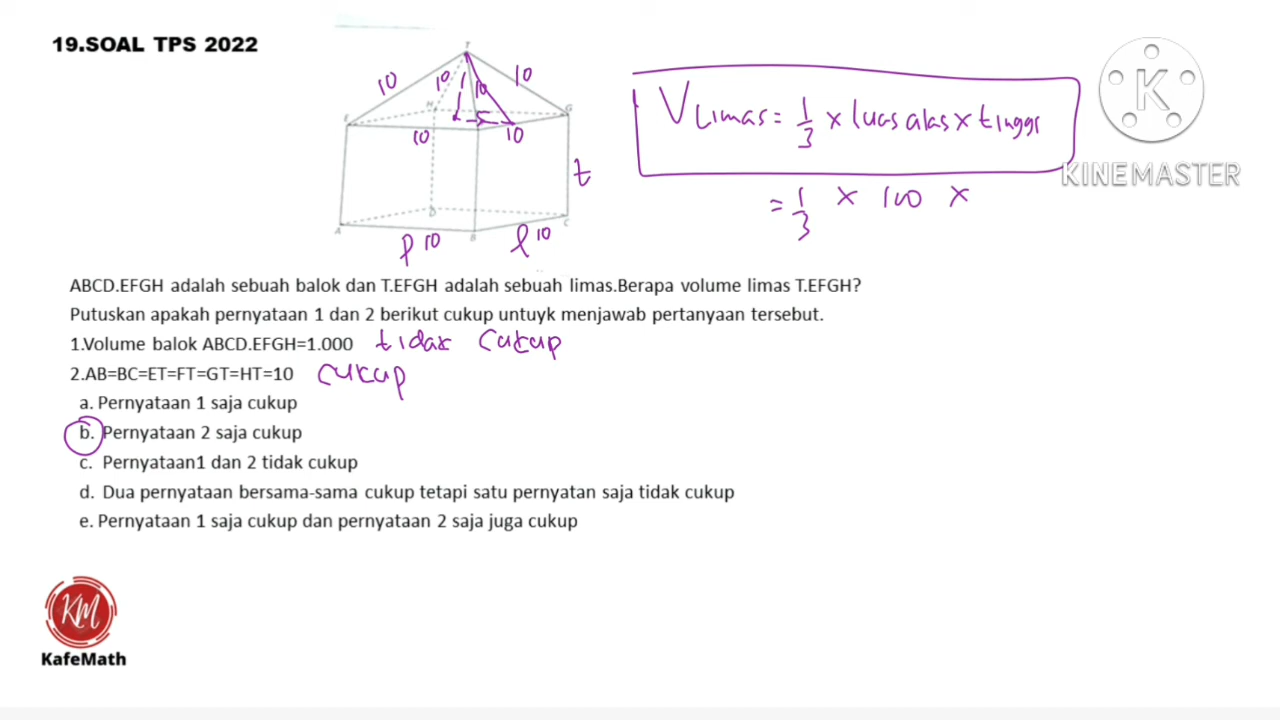 19.SOAL TPS 2022
T
10
10
10
10
H
G
E
5
10
10
t
A
D
B
C
p 10
l 10
V Limas = 1/3 x luas alas x tinggi
= 1/3 x 100 x
K
KINEMASTER
ABCD.EFGH adalah sebuah balok dan T.EFGH adalah sebuah limas.Berapa volume limas T.EFGH?
Putuskan apakah pernyataan 1 dan 2 berikut cukup untuyk menjawab pertanyaan tersebut.
1.Volume balok ABCD.EFGH=1.000 tidak cukup
2.AB=BC=ET=FT=GT=HT=10 cukup
a. Pernyataan 1 saja cukup
b. Pernyataan 2 saja cukup
c. Pernyataan1 dan 2 tidak cukup
d. Dua pernyataan bersama-sama cukup tetapi satu pernyatan saja tidak cukup
e. Pernyataan 1 saja cukup dan pernyataan 2 saja juga cukup
KM
KafeMath